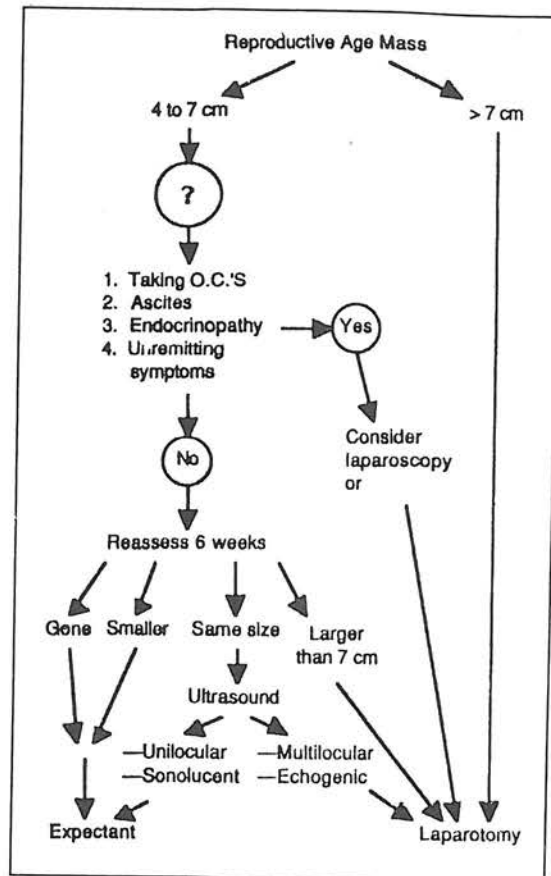 Reproductive Age Mass
4 to 7 cm
> 7 cm
?
1. Taking O.C.'S
2. Ascites
3. Endocrinopathy
4. Unremitting
symptoms
Yes
No
Consider
laparoscopy
or
Reassess 6 weeks
Gone Smaller Same size Larger
than 7 cm
Ultrasound
—Unilocular —Multilocular
—Sonolucent —Echogenic
Expectant Laparotomy